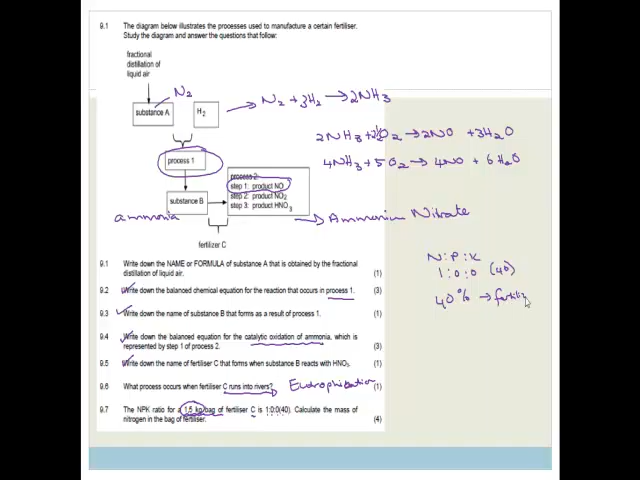 9.1 The diagram below illustrates the processes used to manufacture a certain fertiliser.
Study the diagram and answer the questions that follow:
fractional
distillation of
liquid air
N₂
substance A
H₂
N₂ + 3H₂ → 2NH₃
2NH₃ + O₂ → 2NO + 3H₂O
process 1
4NH₃ + 5O₂ → 4NO + 6H₂O
process 2
step 1: product NO
step 2: product NO₂
step 3: product HNO₃
substance B
ammonia
→ Ammonium Nitrate
fertilizer C
N:P:K
1:0:0 (40)
40% → fertiliz
9.1 Write down the NAME or FORMULA of substance A that is obtained by the fractional
distillation of liquid air. (1)
9.2 Write down the balanced chemical equation for the reaction that occurs in process 1. (3)
9.3 Write down the name of substance B that forms as a result of process 1. (1)
9.4 Write down the balanced equation for the catalytic oxidation of ammonia, which is
represented by step 1 of process 2. (3)
9.5 Write down the name of fertiliser C that forms when substance B reacts with HNO₃. (1)
9.6 What process occurs when fertiliser C runs into rivers? Eutrophication (1)
9.7 The NPK ratio for a 1,5 kg bag of fertiliser C is 1:0:0(40). Calculate the mass of
nitrogen in the bag of fertiliser. (4)